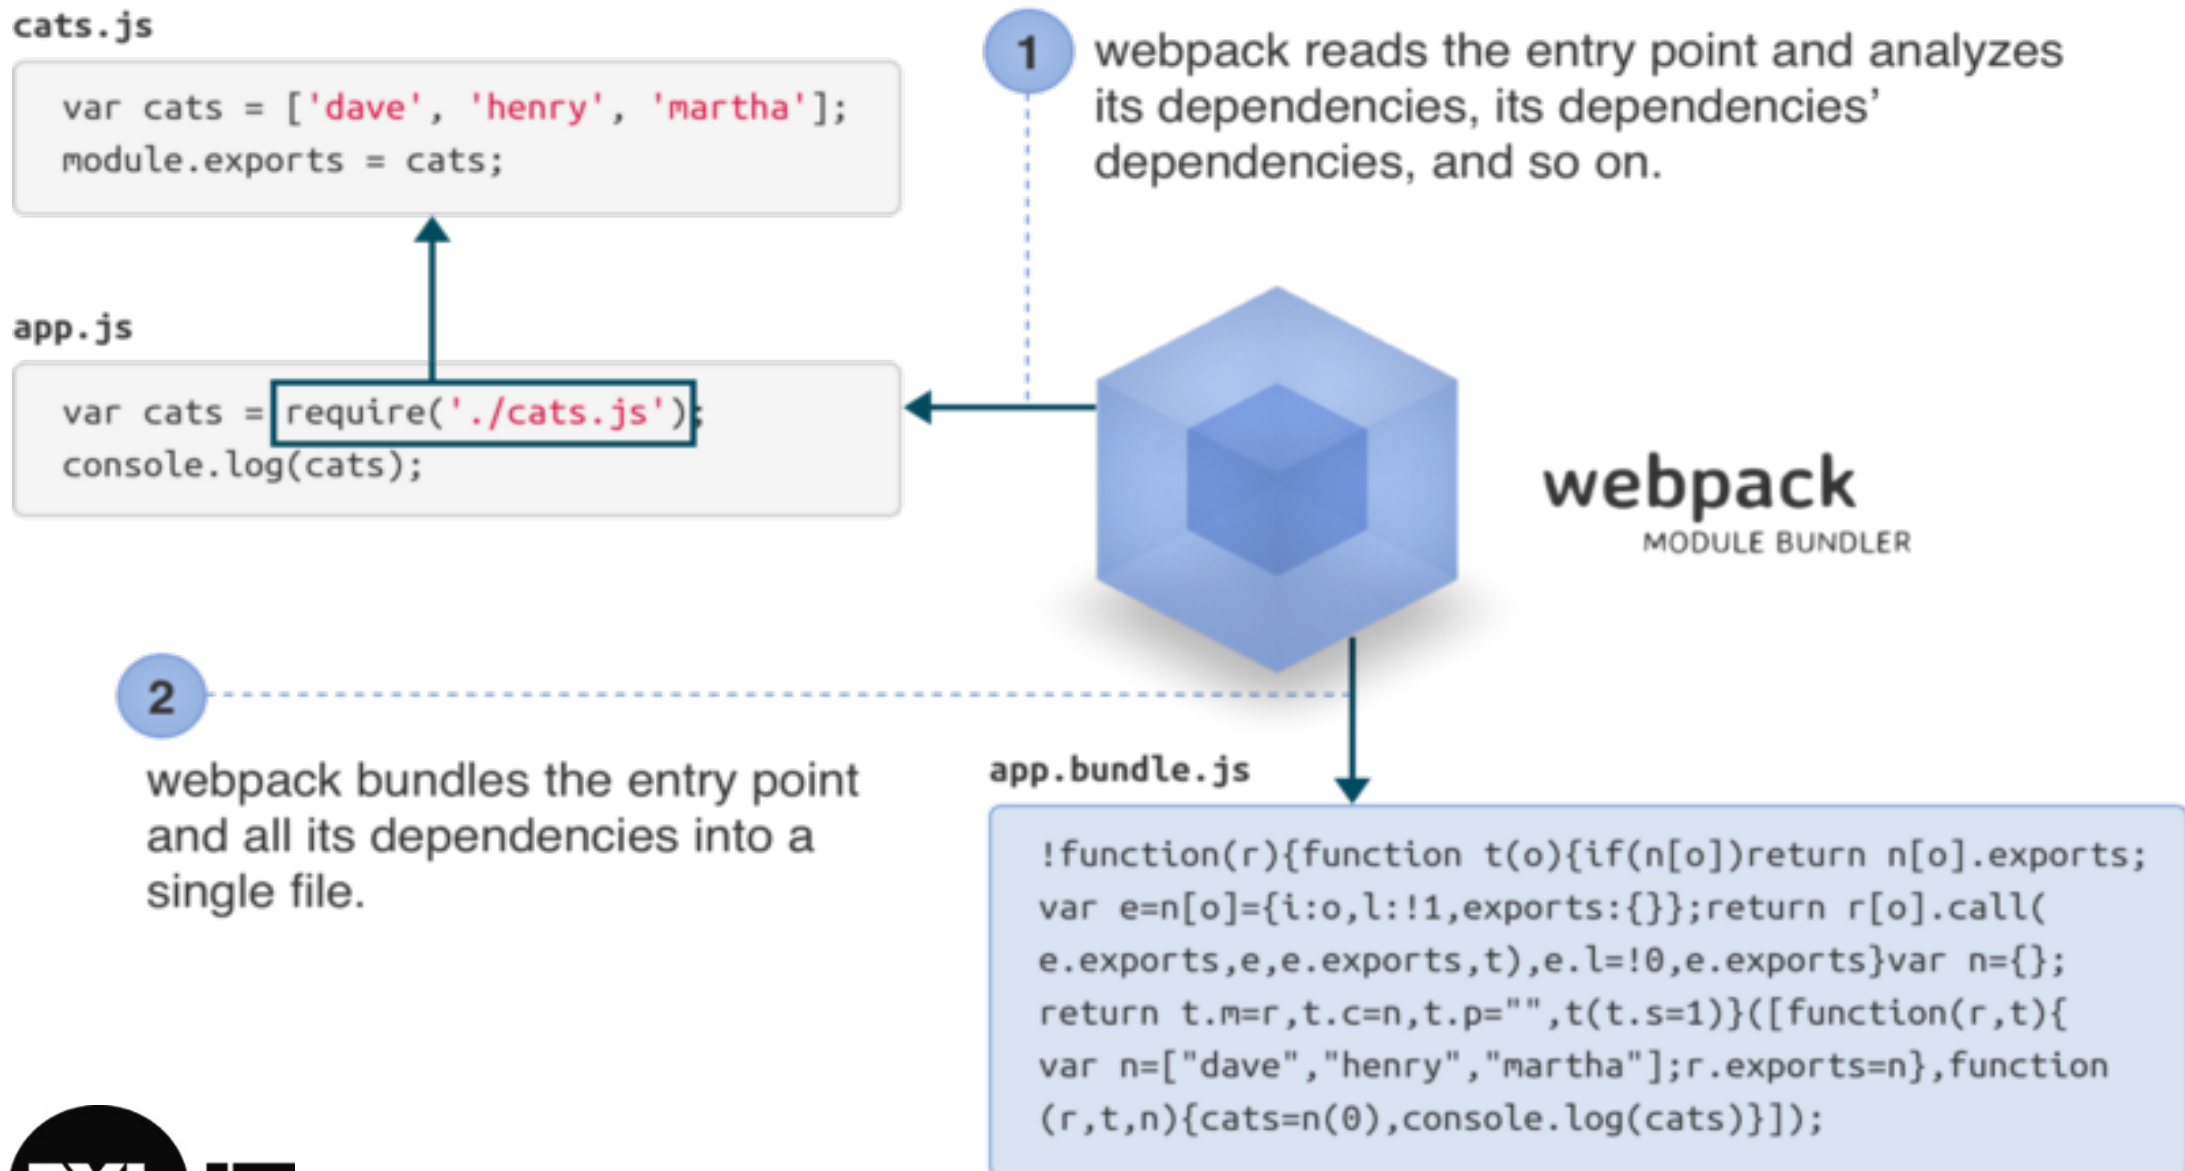 cats.js
var cats = ['dave', 'henry', 'martha'];
module.exports = cats;
1
webpack reads the entry point and analyzes
its dependencies, its dependencies’
dependencies, and so on.
app.js
var cats = require('./cats.js');
console.log(cats);
webpack
MODULE BUNDLER
2
webpack bundles the entry point
and all its dependencies into a
single file.
app.bundle.js
!function(r){function t(o){if(n[o])return n[o].exports;
var e=n[o]={i:o,l:!1,exports:{}};return r[o].call(
e.exports,e,e.exports,t),e.l=!0,e.exports}var n={};
return t.m=r,t.c=n,t.p="",t(t.s=1)}([function(r,t){
var n=["dave","henry","martha"];r.exports=n},function
(r,t,n){cats=n(0),console.log(cats)}]);